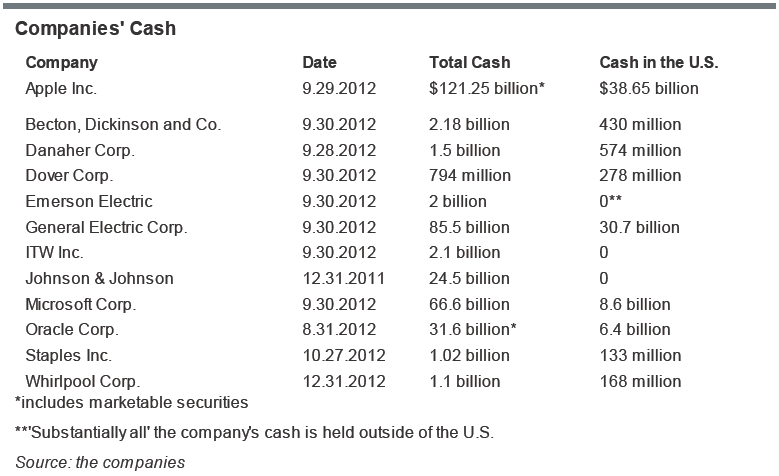 Companies' Cash
Company Date Total Cash Cash in the U.S.
Apple Inc. 9.29.2012 $121.25 billion* $38.65 billion
Becton, Dickinson and Co. 9.30.2012 2.18 billion 430 million
Danaher Corp. 9.28.2012 1.5 billion 574 million
Dover Corp. 9.30.2012 794 million 278 million
Emerson Electric 9.30.2012 2 billion 0**
General Electric Corp. 9.30.2012 85.5 billion 30.7 billion
ITW Inc. 9.30.2012 2.1 billion 0
Johnson & Johnson 12.31.2011 24.5 billion 0
Microsoft Corp. 9.30.2012 66.6 billion 8.6 billion
Oracle Corp. 8.31.2012 31.6 billion* 6.4 billion
Staples Inc. 10.27.2012 1.02 billion 133 million
Whirlpool Corp. 12.31.2012 1.1 billion 168 million
*includes marketable securities
**'Substantially all' the company's cash is held outside of the U.S.
Source: the companies